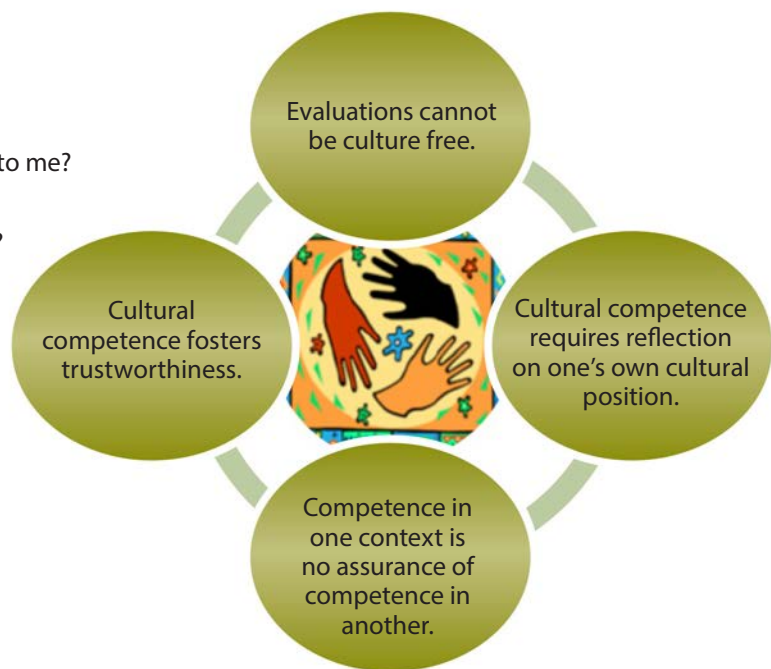 Evaluations cannot
be culture free.
to me?
?
Cultural
competence fosters
trustworthiness.
Cultural competence
requires reflection
on one’s own cultural
position.
Competence in
one context is
no assurance of
competence in
another.